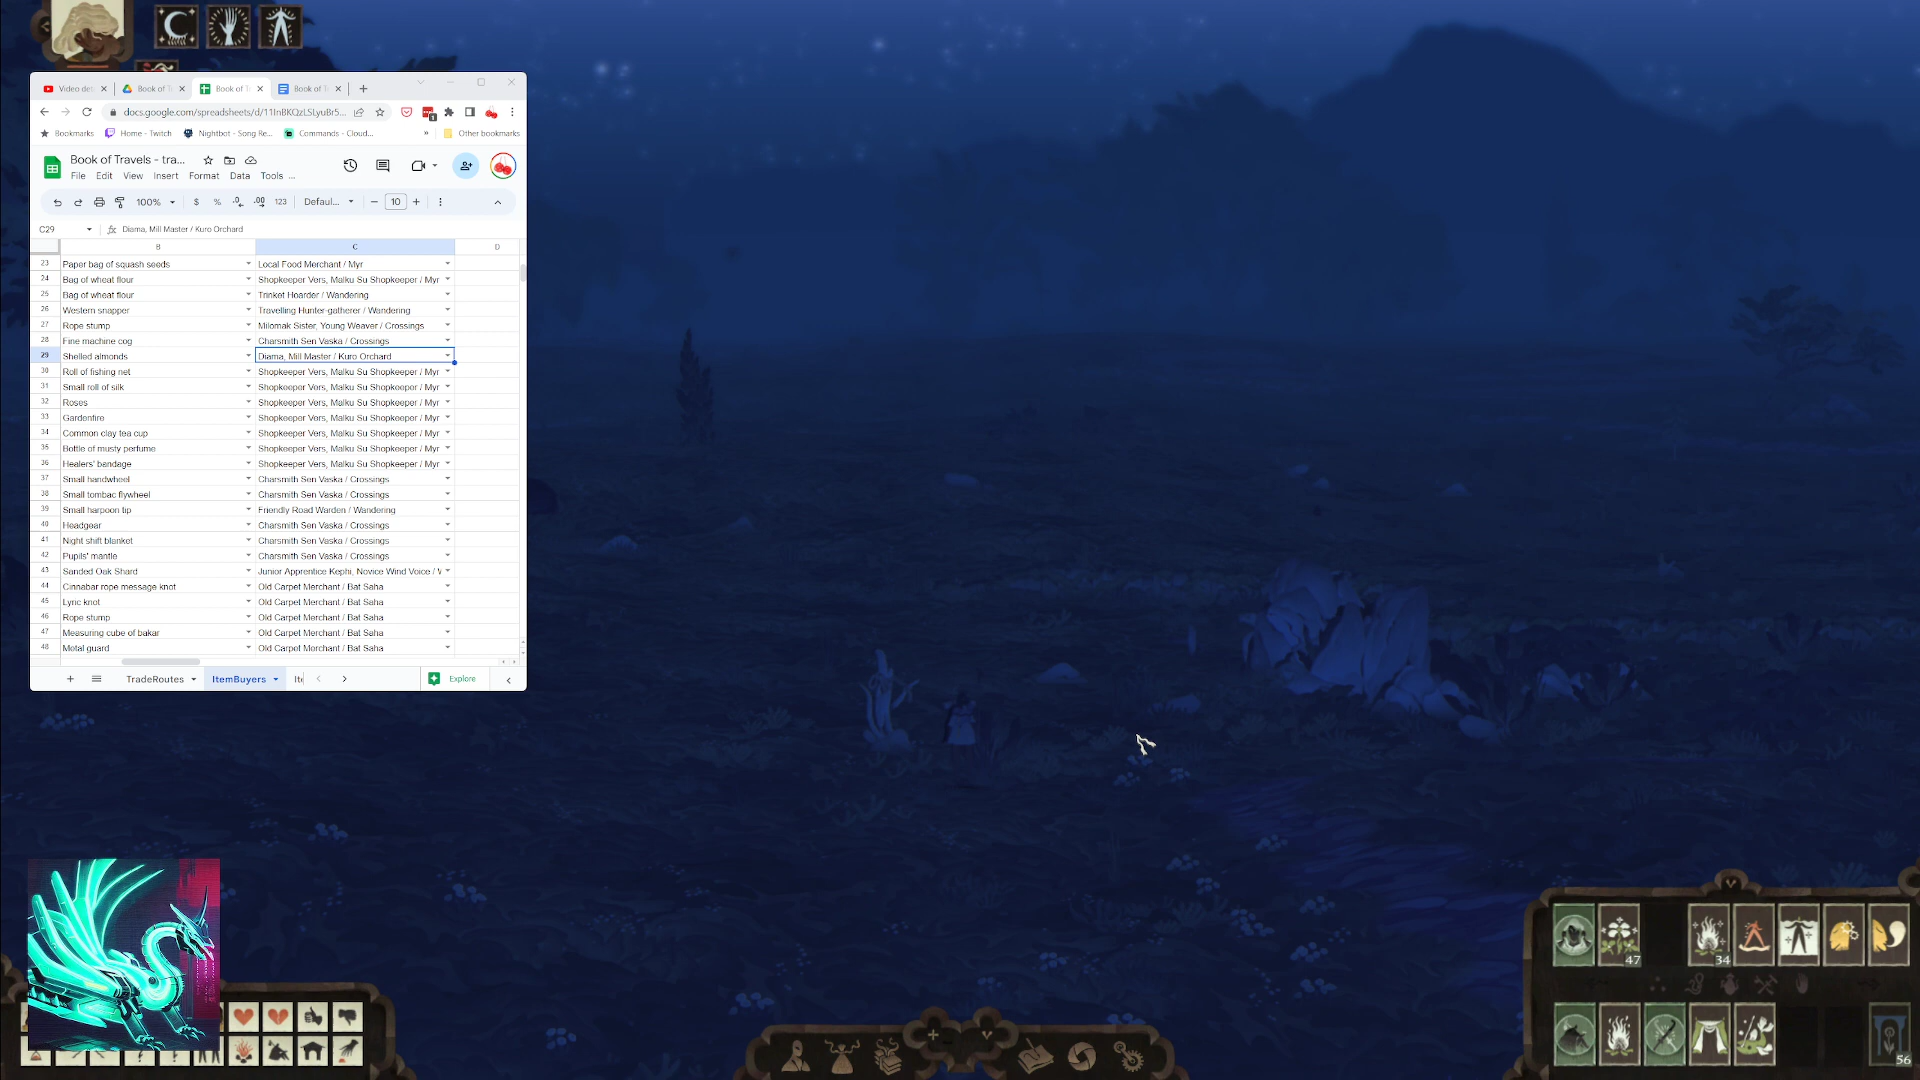 Video det
Book of T
Book of T
Book of T
docs.google.com/spreadsheets/d/11InBKQzLSLyuBr5...
Bookmarks
Home - Twitch
Nightbot - Song Re...
Commands - Cloud...
»
Other bookmarks
Book of Travels - tra...
File Edit View Insert Format Data Tools ...
100% $ % .0 .00 123 Defaul... − 10 +
C29 fx Diama, Mill Master / Kuro Orchard
B C D
23 Paper bag of squash seeds Local Food Merchant / Myr
24 Bag of wheat flour Shopkeeper Vers, Malku Su Shopkeeper / Myr
25 Bag of wheat flour Trinket Hoarder / Wandering
26 Western snapper Travelling Hunter-gatherer / Wandering
27 Rope stump Milomak Sister, Young Weaver / Crossings
28 Fine machine cog Charsmith Sen Vaska / Crossings
29 Shelled almonds Diama, Mill Master / Kuro Orchard
30 Roll of fishing net Shopkeeper Vers, Malku Su Shopkeeper / Myr
31 Small roll of silk Shopkeeper Vers, Malku Su Shopkeeper / Myr
32 Roses Shopkeeper Vers, Malku Su Shopkeeper / Myr
33 Gardenfire Shopkeeper Vers, Malku Su Shopkeeper / Myr
34 Common clay tea cup Shopkeeper Vers, Malku Su Shopkeeper / Myr
35 Bottle of musty perfume Shopkeeper Vers, Malku Su Shopkeeper / Myr
36 Healers' bandage Shopkeeper Vers, Malku Su Shopkeeper / Myr
37 Small handwheel Charsmith Sen Vaska / Crossings
38 Small tombac flywheel Charsmith Sen Vaska / Crossings
39 Small harpoon tip Friendly Road Warden / Wandering
40 Headgear Charsmith Sen Vaska / Crossings
41 Night shift blanket Charsmith Sen Vaska / Crossings
42 Pupils' mantle Charsmith Sen Vaska / Crossings
43 Sanded Oak Shard Junior Apprentice Kephi, Novice Wind Voice /
44 Cinnabar rope message knot Old Carpet Merchant / Bat Saha
45 Lync knot Old Carpet Merchant / Bat Saha
46 Rope stump Old Carpet Merchant / Bat Saha
47 Measuring cube of bakar Old Carpet Merchant / Bat Saha
48 Metal guard Old Carpet Merchant / Bat Saha
TradeRoutes ItemBuyers Ite Explore
47
34
56